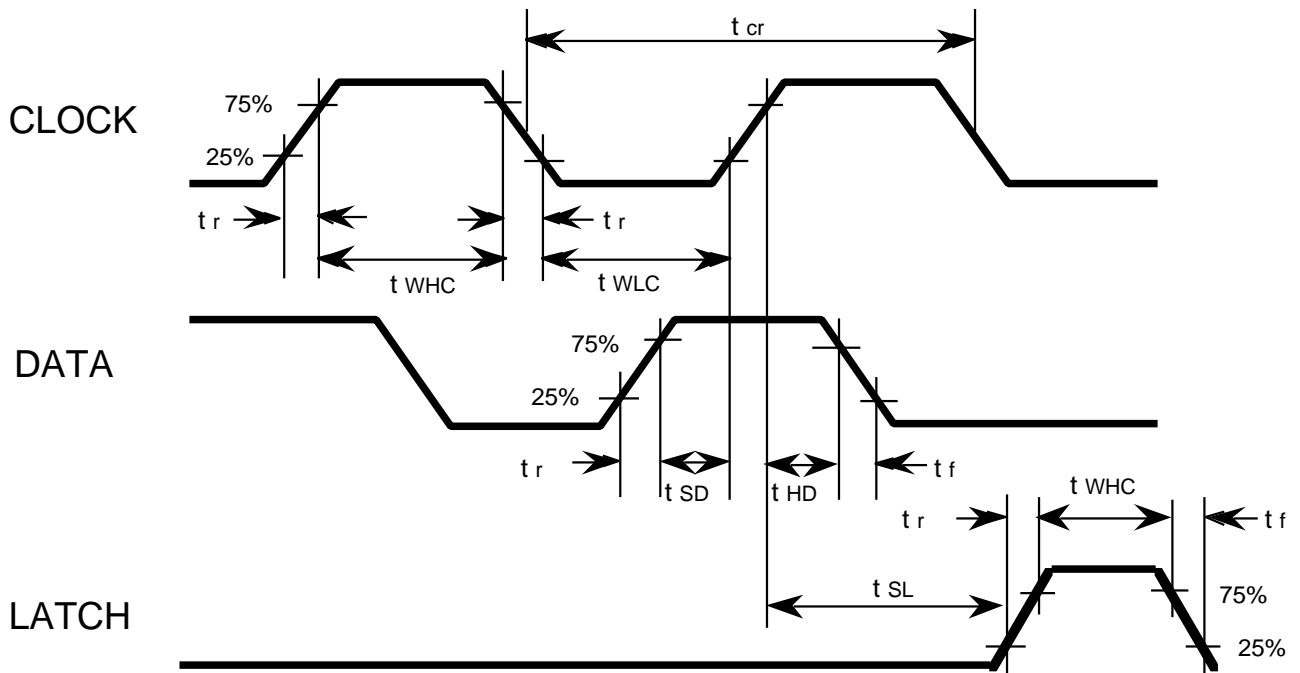 t cr
CLOCK
75%
25%
t r
t r
t WHC
t WLC
DATA
75%
25%
t r
t SD
t HD
t f
t WHC
t r
t f
t SL
LATCH
75%
25%